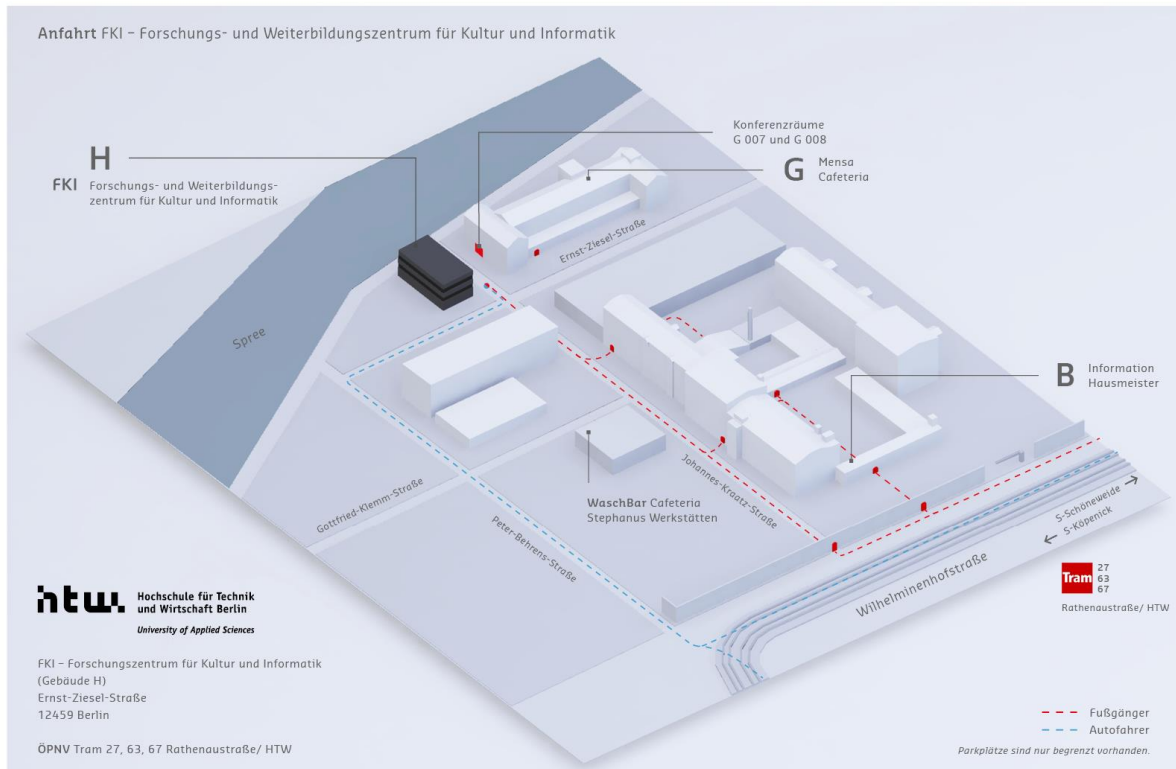 Anfahrt FKI – Forschungs- und Weiterbildungszentrum für Kultur und Informatik
Konferenzräume
G 007 und G 008
H
FKI Forschungs- und Weiterbildungs-
zentrum für Kultur und Informatik
G Mensa
Cafeteria
Ernst-Ziesel-Straße
Spree
B Information
Hausmeister
Gottfried-Klemm-Straße
WaschBar Cafeteria
Stephanus Werkstätten
Johannes-Kraatz-Straße
Peter-Behrens-Straße
S-Schöneweide →
← S-Köpenick
Wilhelminenhofstraße
Tram 27
63
67
Rathenaustraße/ HTW
htw. Hochschule für Technik
und Wirtschaft Berlin
University of Applied Sciences
FKI – Forschungszentrum für Kultur und Informatik
(Gebäude H)
Ernst-Ziesel-Straße
12459 Berlin
ÖPNV Tram 27, 63, 67 Rathenaustraße/ HTW
Fußgänger
Autofahrer
Parkplätze sind nur begrenzt vorhanden.